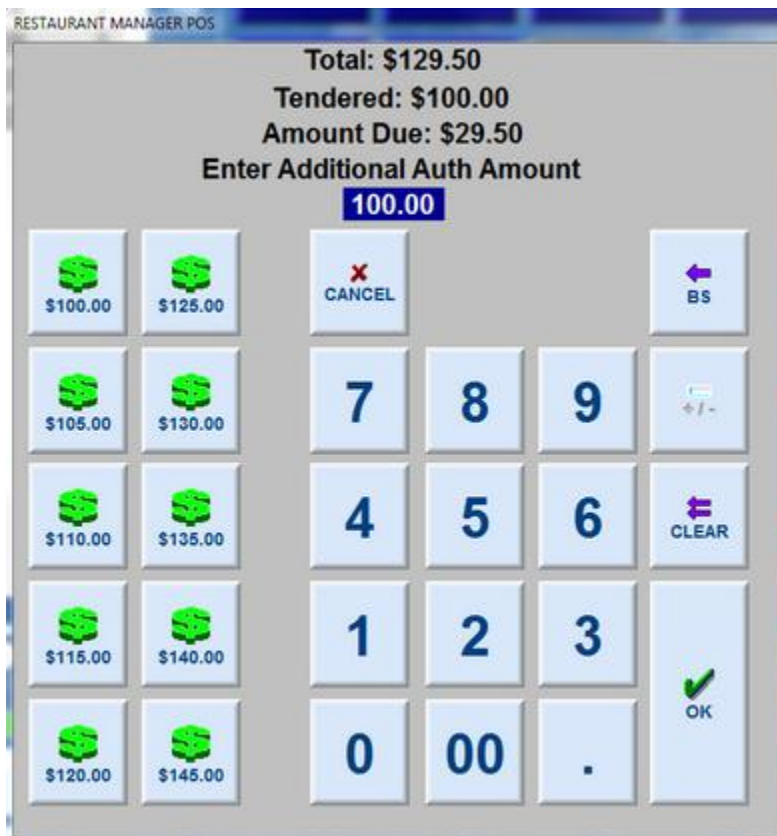 RESTAURANT MANAGER POS
Total: $129.50
Tendered: $100.00
Amount Due: $29.50
Enter Additional Auth Amount
100.00
$100.00 $125.00 CANCEL BS
$105.00 $130.00 7 8 9 +/-
$110.00 $135.00 4 5 6 CLEAR
$115.00 $140.00 1 2 3
OK
$120.00 $145.00 0 00 .